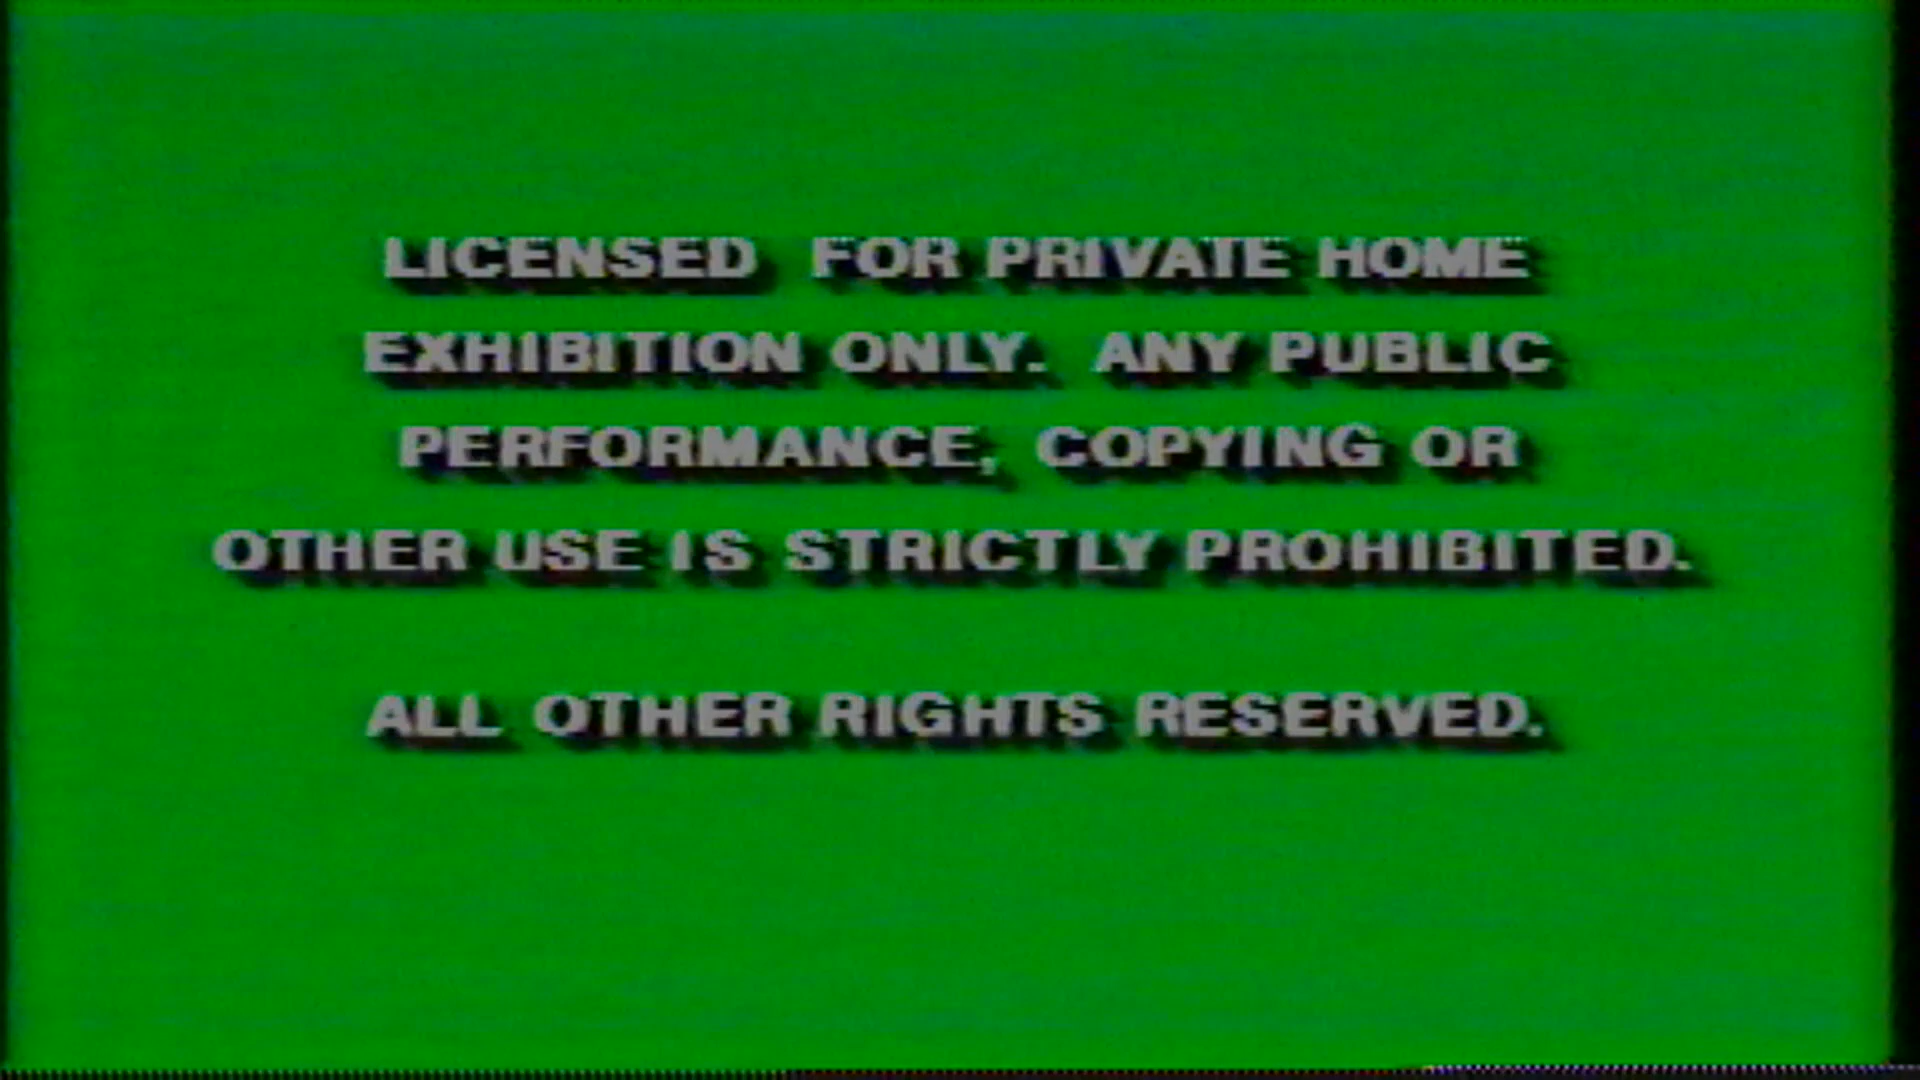 LICENSED FOR PRIVATE HOME
EXHIBITION ONLY. ANY PUBLIC
PERFORMANCE, COPYING OR
OTHER USE IS STRICTLY PROHIBITED.
ALL OTHER RIGHTS RESERVED.